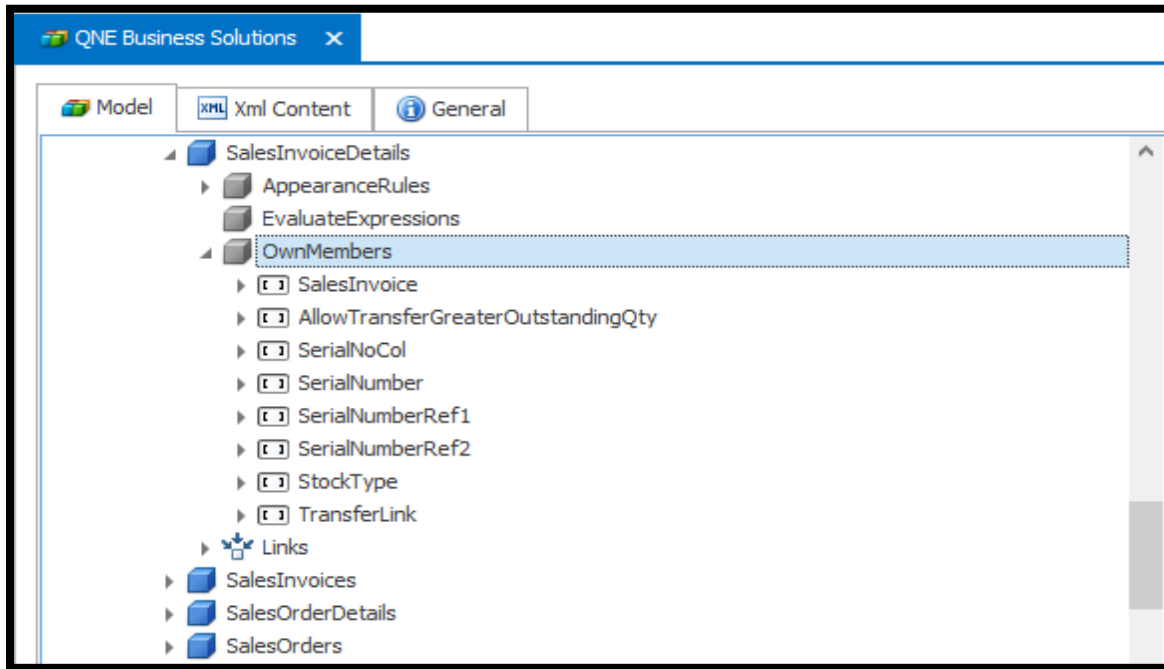 QNE Business Solutions
Model XML Xml Content General
SalesInvoiceDetails
AppearanceRules
EvaluateExpressions
OwnMembers
SalesInvoice
AllowTransferGreaterOutstandingQty
SerialNoCol
SerialNumber
SerialNumberRef1
SerialNumberRef2
StockType
TransferLink
Links
SalesInvoices
SalesOrderDetails
SalesOrders